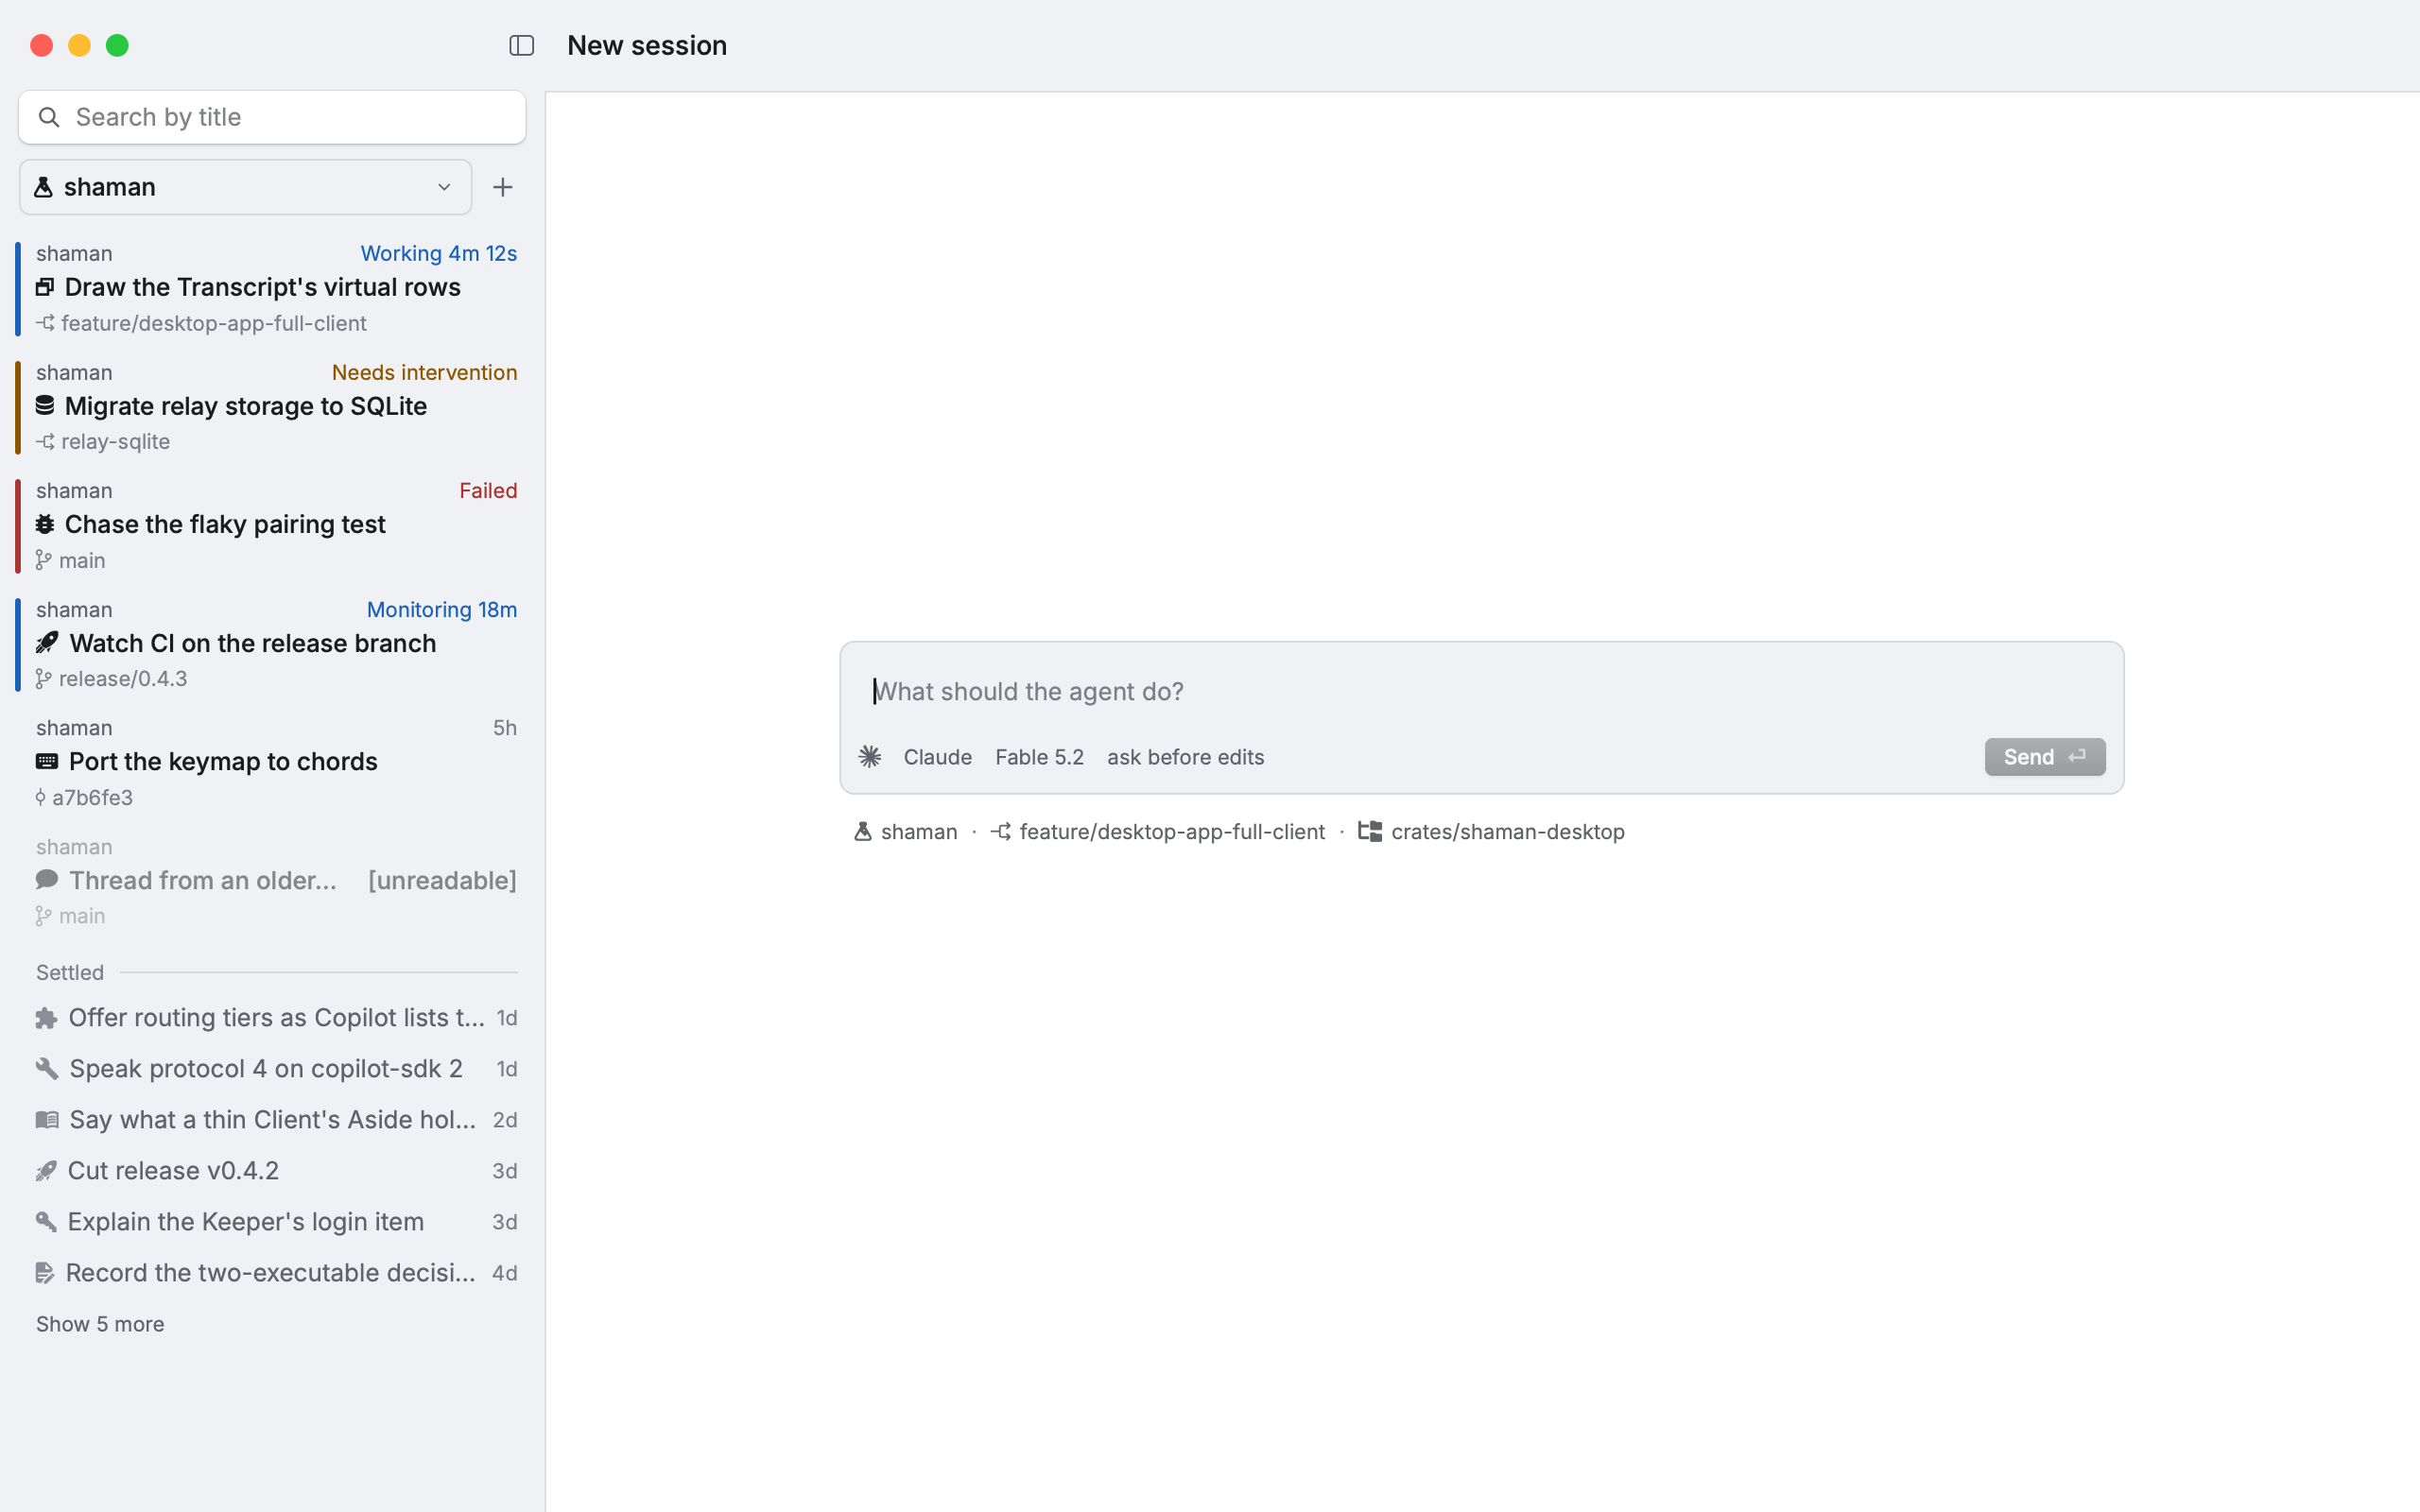 New session
Search by title
shaman
shaman Working 4m 12s
Draw the Transcript's virtual rows
feature/desktop-app-full-client
shaman Needs intervention
Migrate relay storage to SQLite
relay-sqlite
shaman Failed
Chase the flaky pairing test
main
shaman Monitoring 18m
Watch CI on the release branch
release/0.4.3
shaman 5h
Port the keymap to chords
a7b6fe3
shaman
Thread from an older... [unreadable]
main
Settled
Offer routing tiers as Copilot lists t... 1d
Speak protocol 4 on copilot-sdk 2 1d
Say what a thin Client's Aside hol... 2d
Cut release v0.4.2 3d
Explain the Keeper's login item 3d
Record the two-executable decisi... 4d
Show 5 more
What should the agent do?
Claude Fable 5.2 ask before edits Send
shaman · feature/desktop-app-full-client · crates/shaman-desktop